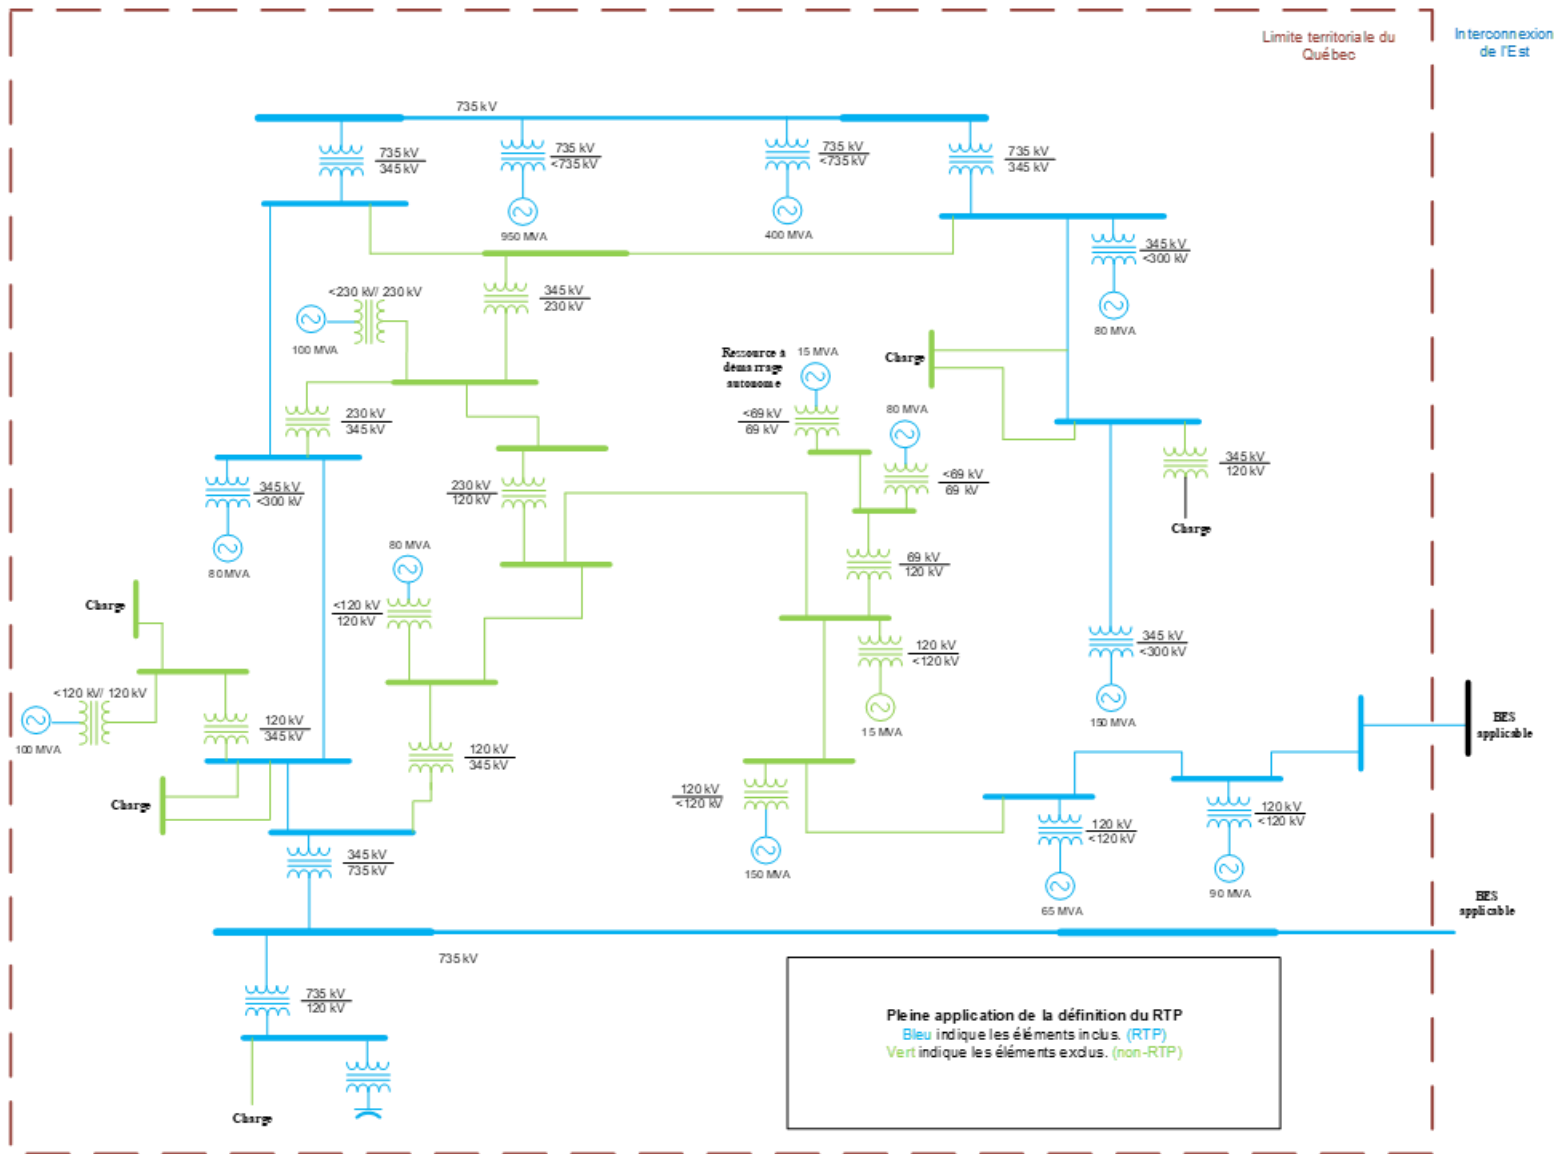 Limite territoriale du
Québec
Interconnexion
de l'Est
735 kV
735 kV
345 kV
735 kV
<735 kV
735 kV
<735 kV
735 kV
345 kV
950 MVA
400 MVA
345 kV
<300 kV
80 MVA
<230 kV/ 230 kV
100 MVA
345 kV
230 kV
Ressource à
démarrage
autonome
15 MVA
Charge
230 kV
345 kV
<69 kV
69 kV
80 MVA
<69 kV
69 kV
345 kV
120 kV
Charge
345 kV
<300 kV
80 MVA
230 kV
120 kV
80 MVA
69 kV
120 kV
Charge
<120 kV
120 kV
120 kV
<120 kV
345 kV
<300 kV
<120 kV/ 120 kV
100 MVA
120 kV
345 kV
15 MVA
150 MVA
BES
applicable
120 kV
345 kV
Charge
120 kV
<120 kV
150 MVA
120 kV
<120 kV
65 MVA
120 kV
<120 kV
90 MVA
345 kV
735 kV
BES
applicable
735 kV
735 kV
120 kV
Charge
Pleine application de la définition du RTP
Bleu indique les éléments inclus. (RTP)
Vert indique les éléments exclus. (non-RTP)